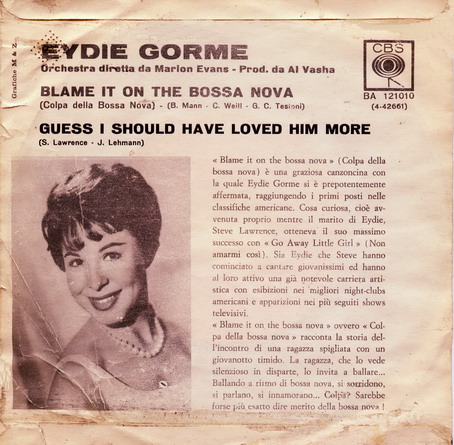 Grafiche M & Z
EYDIE GORME
Orchestra diretta da Marion Evans - Prod. da Al Vasha
CBS
BLAME IT ON THE BOSSA NOVA
BA 121010
(Colpa della Bossa Nova) - (B. Mann - C. Weill - G. C. Testoni)
(4-42661)
GUESS I SHOULD HAVE LOVED HIM MORE
(S. Lawrence - J. Lehmann)
« Blame it on the bossa nova » (Colpa della
bossa nova) è una graziosa canzoncina con
la quale Eydie Gorme si è prepotentemente
affermata, raggiungendo i primi posti nelle
classifiche americane. Cosa curiosa, cioè av-
venuta proprio mentre il marito di Eydie,
Steve Lawrence, otteneva il suo massimo
successo con « Go Away Little Girl » (Non
amarmi così). Sia Eydie che Steve hanno
cominciato a cantare giovanissimi ed hanno
al loro attivo una già notevole carriera arti-
stica con esibizioni nei migliori night-clubs
americani e apparizioni nei più seguiti shows
televisivi.
« Blame it on the bossa nova » ovvero « Col-
pa della bossa nova » racconta la storia del-
l'incontro di una ragazza spigliata con un
giovanotto timido. La ragazza, che lo vede
silenzioso in disparte, lo invita a ballare...
Ballando a ritmo di bossa nova, si sorridono,
si parlano, si innamorano... Colpa? Sarebbe
forse più esatto dire merito della bossa nova !